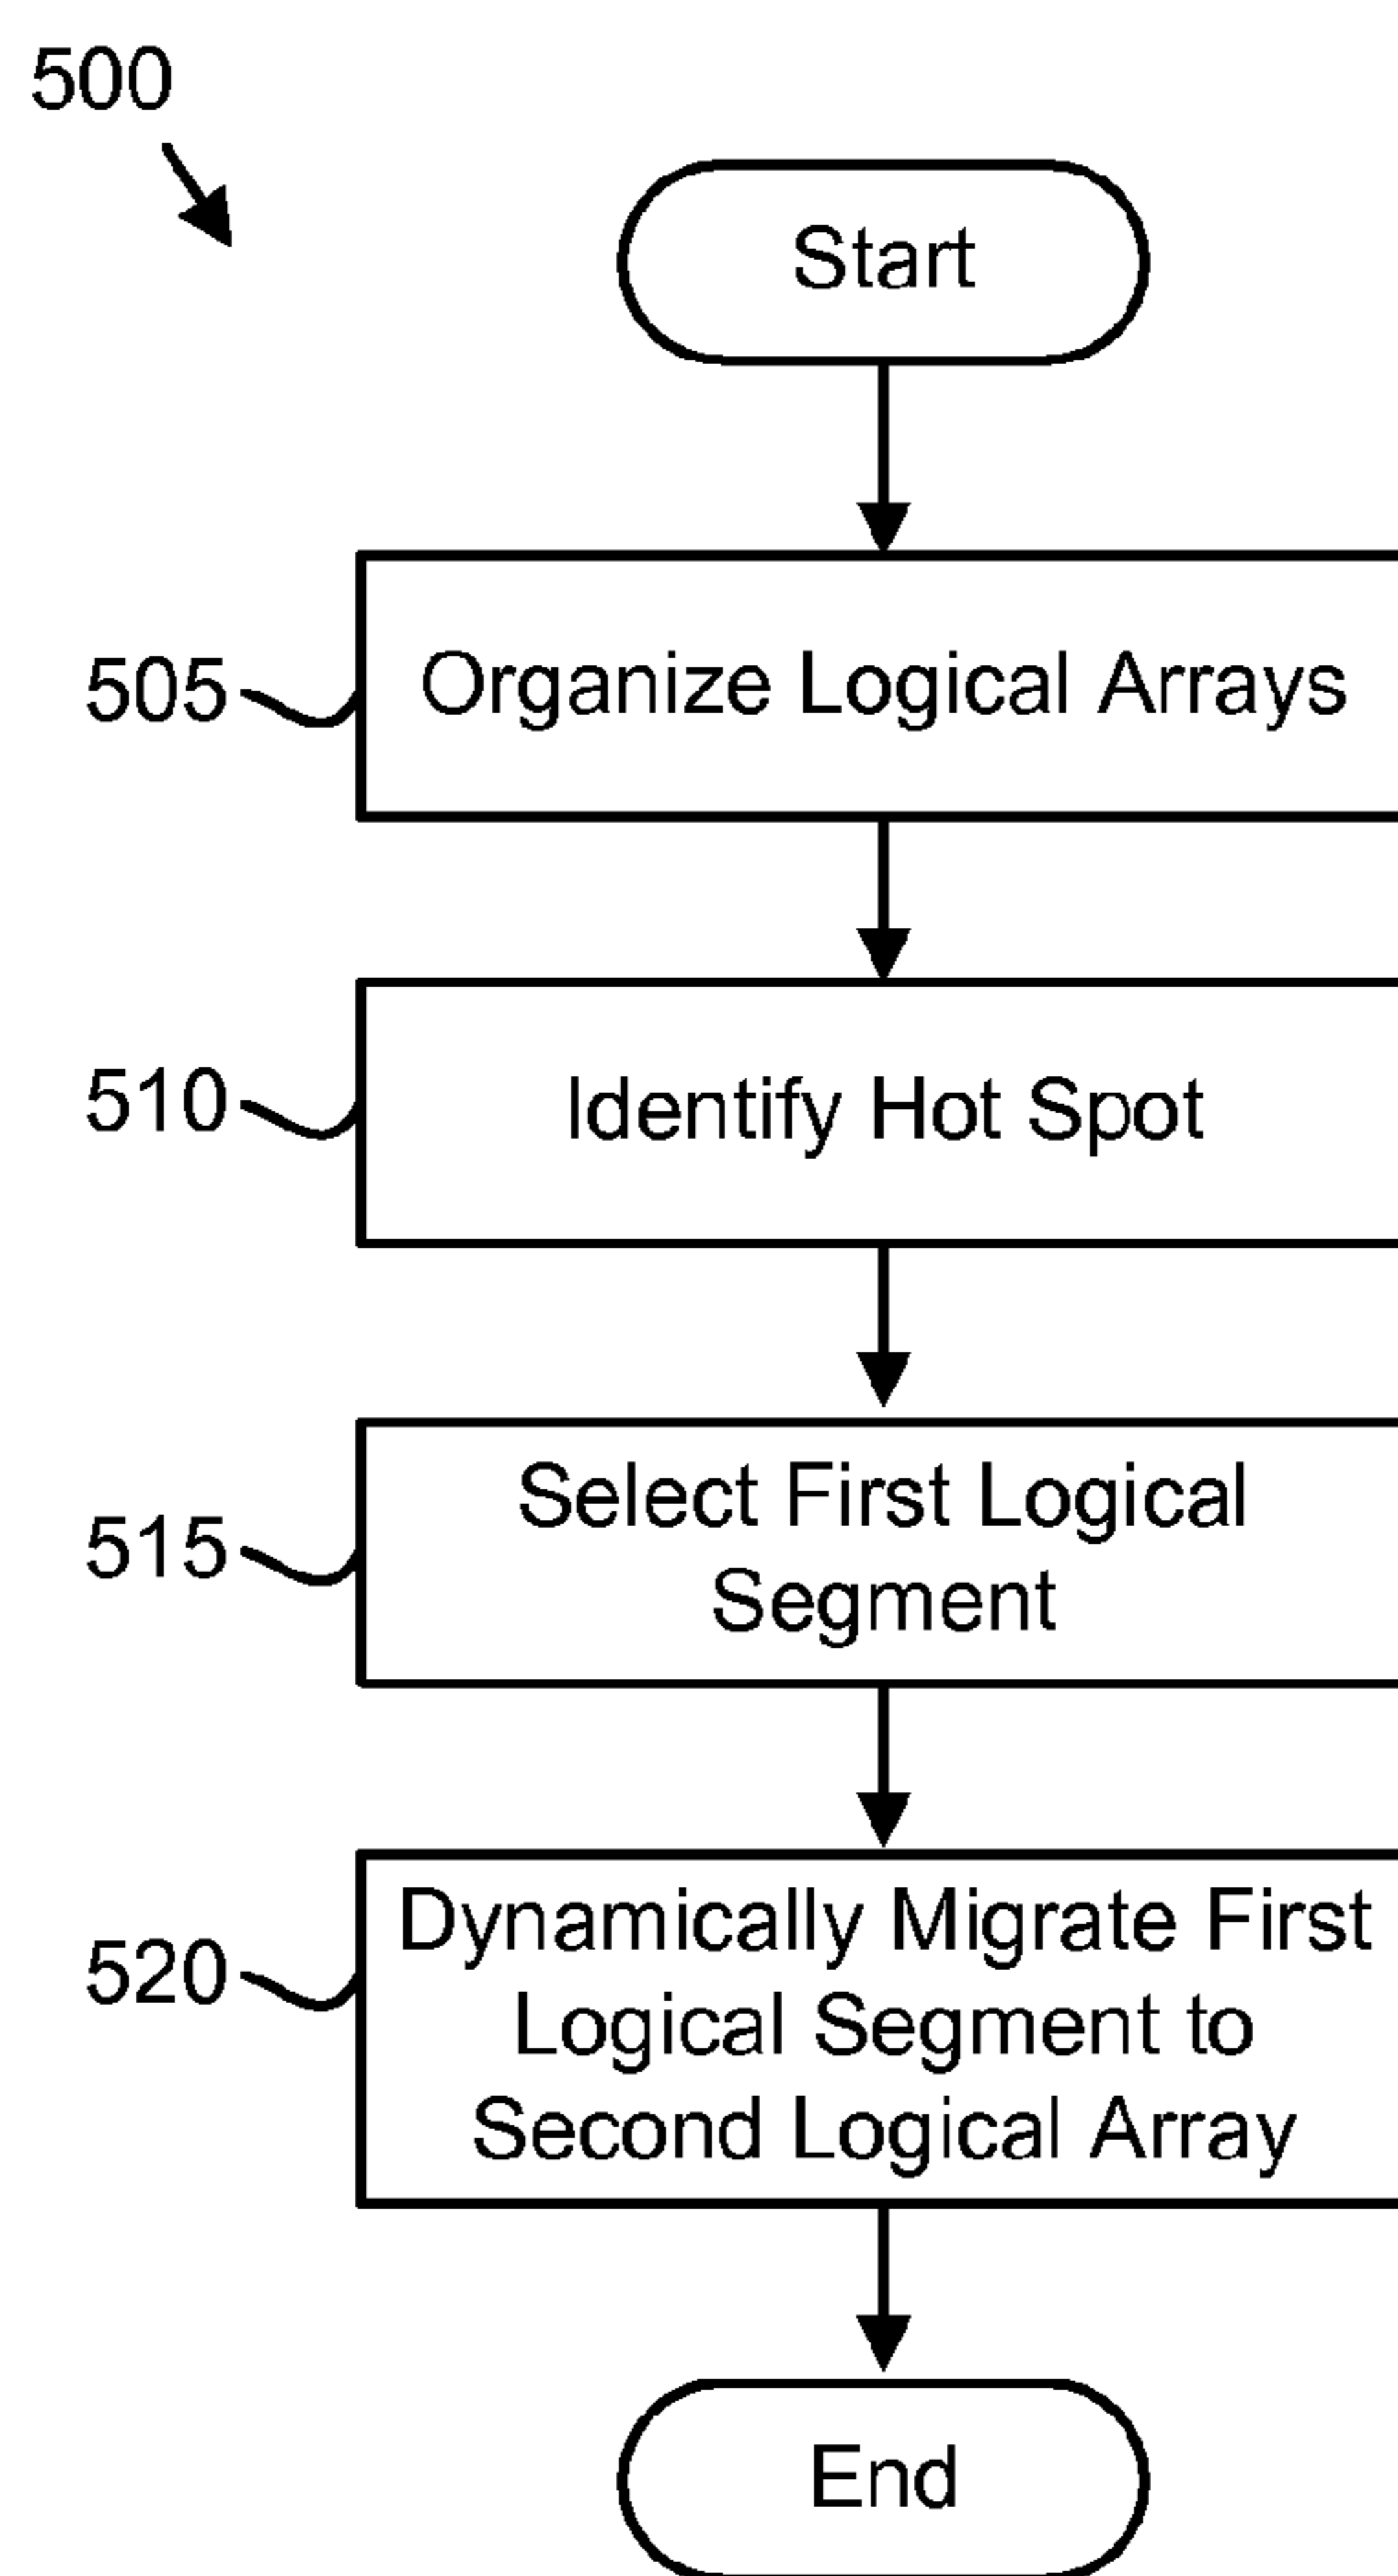 500
Start
505
Organize Logical Arrays
510
Identify Hot Spot
515
Select First Logical
Segment
520
Dynamically Migrate First
Logical Segment to
Second Logical Array
End